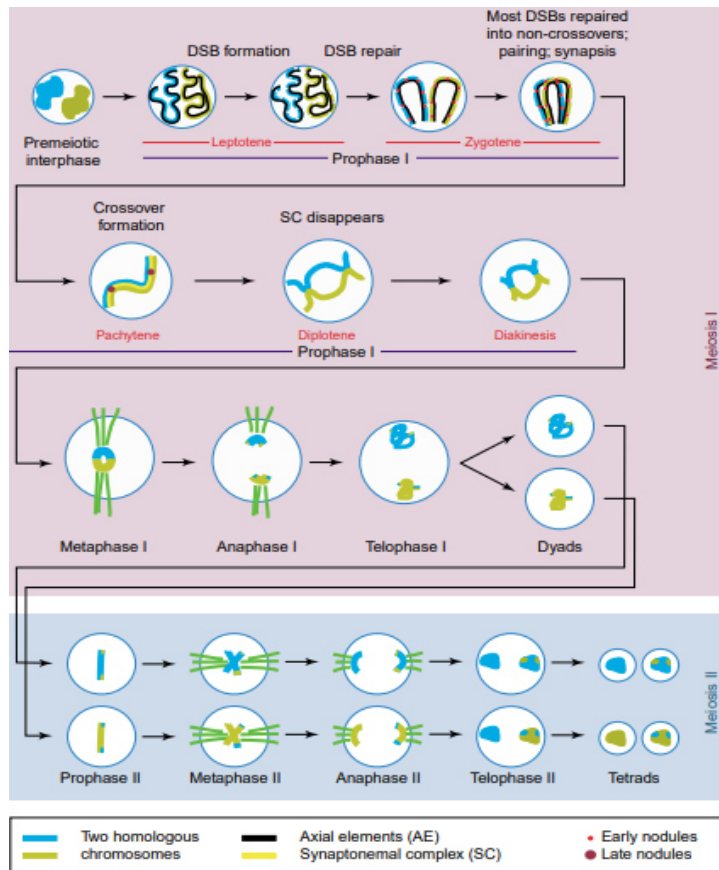 Most DSBs repaired
into non-crossovers;
pairing; synapsis
DSB formation
DSB repair
Premeiotic
interphase
Leptotene
Zygotene
Prophase I
Crossover
formation
SC disappears
Pachytene
Diplotene
Diakinesis
Prophase I
Meiosis I
Metaphase I
Anaphase I
Telophase I
Dyads
Meiosis II
Prophase II
Metaphase II
Anaphase II
Telophase II
Tetrads
Two homologous
chromosomes
Axial elements (AE)
Synaptonemal complex (SC)
Early nodules
Late nodules